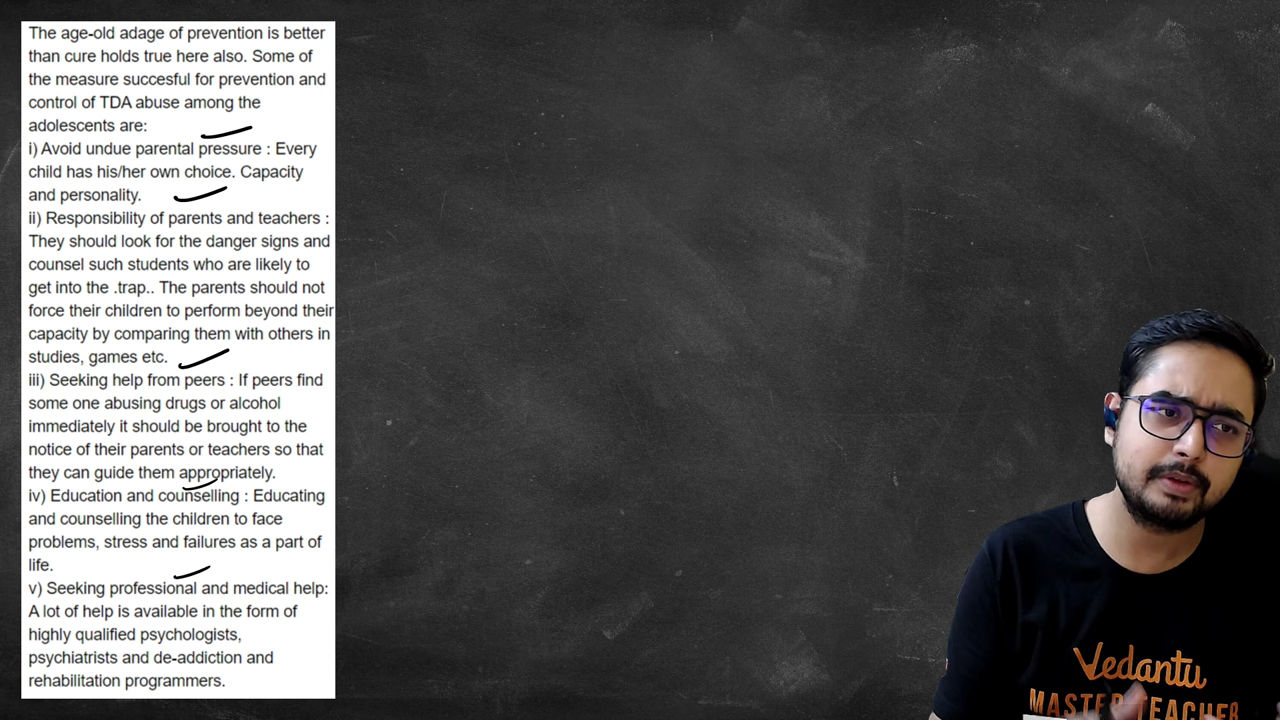 The age-old adage of prevention is better
than cure holds true here also. Some of
the measure succesful for prevention and
control of TDA abuse among the
adolescents are:
i) Avoid undue parental pressure : Every
child has his/her own choice. Capacity
and personality.
ii) Responsibility of parents and teachers :
They should look for the danger signs and
counsel such students who are likely to
get into the .trap.. The parents should not
force their children to perform beyond their
capacity by comparing them with others in
studies, games etc.
iii) Seeking help from peers : If peers find
some one abusing drugs or alcohol
immediately it should be brought to the
notice of their parents or teachers so that
they can guide them appropriately.
iv) Education and counselling : Educating
and counselling the children to face
problems, stress and failures as a part of
life.
v) Seeking professional and medical help:
A lot of help is available in the form of
highly qualified psychologists,
psychiatrists and de-addiction and
rehabilitation programmers.
Vedantu
MASTER TEACHER